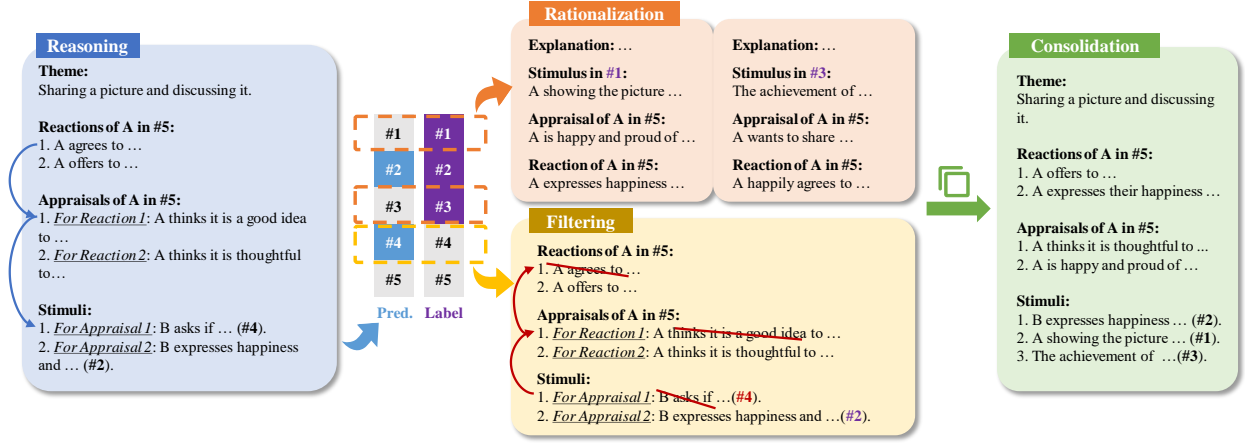 Reasoning
Theme:
Sharing a picture and discussing it.
Reactions of A in #5:
1. A agrees to …
2. A offers to …
Appraisals of A in #5:
1. For Reaction 1: A thinks it is a good idea
to …
2. For Reaction 2: A thinks it is thoughtful
to…
Stimuli:
1. For Appraisal 1: B asks if … (#4).
2. For Appraisal 2: B expresses happiness
and … (#2).
#1 #1
#2 #2
#3 #3
#4 #4
#5 #5
Pred. Label
Rationalization
Explanation: …
Stimulus in #1:
A showing the picture …
Appraisal of A in #5:
A is happy and proud of …
Reaction of A in #5:
A expresses happiness …
Explanation: …
Stimulus in #3:
The achievement of …
Appraisal of A in #5:
A wants to share …
Reaction of A in #5:
A happily agrees to …
Filtering
Reactions of A in #5:
1. A agrees to …
2. A offers to …
Appraisals of A in #5:
1. For Reaction 1: A thinks it is a good idea to …
2. For Reaction 2: A thinks it is thoughtful to …
Stimuli:
1. For Appraisal 1: B asks if …(#4).
2. For Appraisal 2: B expresses happiness and …(#2).
Consolidation
Theme:
Sharing a picture and discussing
it.
Reactions of A in #5:
1. A offers to …
2. A expresses their happiness …
Appraisals of A in #5:
1. A thinks it is thoughtful to ...
2. A is happy and proud of …
Stimuli:
1. B expresses happiness … (#2).
2. A showing the picture … (#1).
3. The achievement of …(#3).